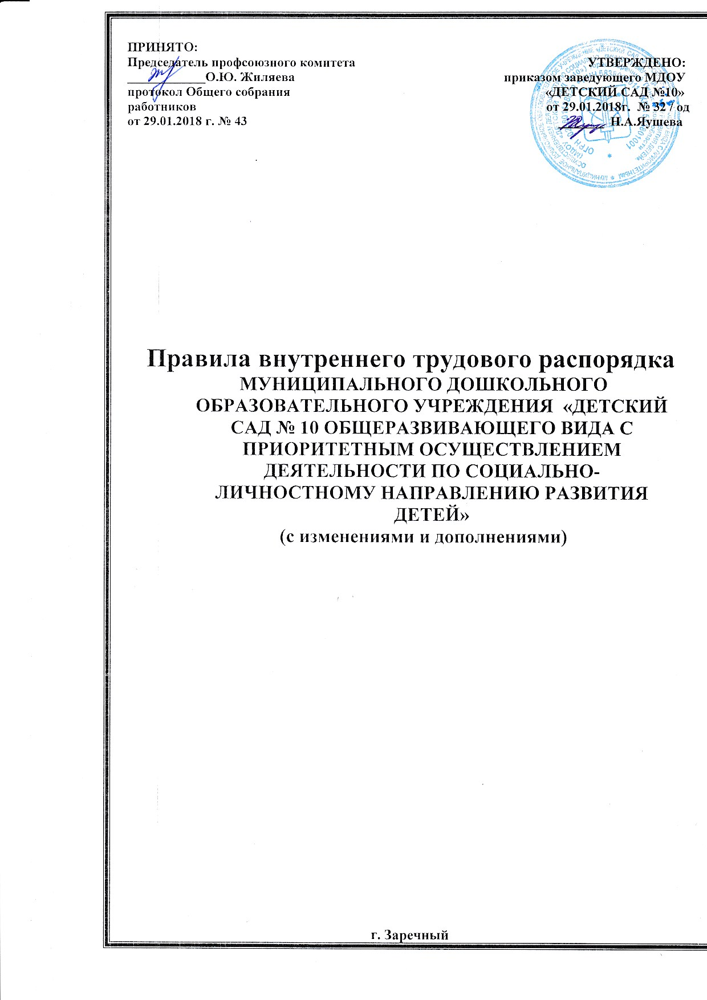 ПРИНЯТО:
Председатель профсоюзного комитета
____________О.Ю. Жиляева
протокол Общего собрания
работников
от 29.01.2018 г. № 43
УТВЕРЖДЕНО:
приказом заведующего МДОУ
«ДЕТСКИЙ САД №10»
от 29.01.2018г. № 32 / од
_______ Н.А.Яушева
Правила внутреннего трудового распорядка
МУНИЦИПАЛЬНОГО ДОШКОЛЬНОГО
ОБРАЗОВАТЕЛЬНОГО УЧРЕЖДЕНИЯ «ДЕТСКИЙ
САД № 10 ОБЩЕРАЗВИВАЮЩЕГО ВИДА С
ПРИОРИТЕТНЫМ ОСУЩЕСТВЛЕНИЕМ
ДЕЯТЕЛЬНОСТИ ПО СОЦИАЛЬНО-
ЛИЧНОСТНОМУ НАПРАВЛЕНИЮ РАЗВИТИЯ
ДЕТЕЙ»
(с изменениями и дополнениями)
г. Заречный